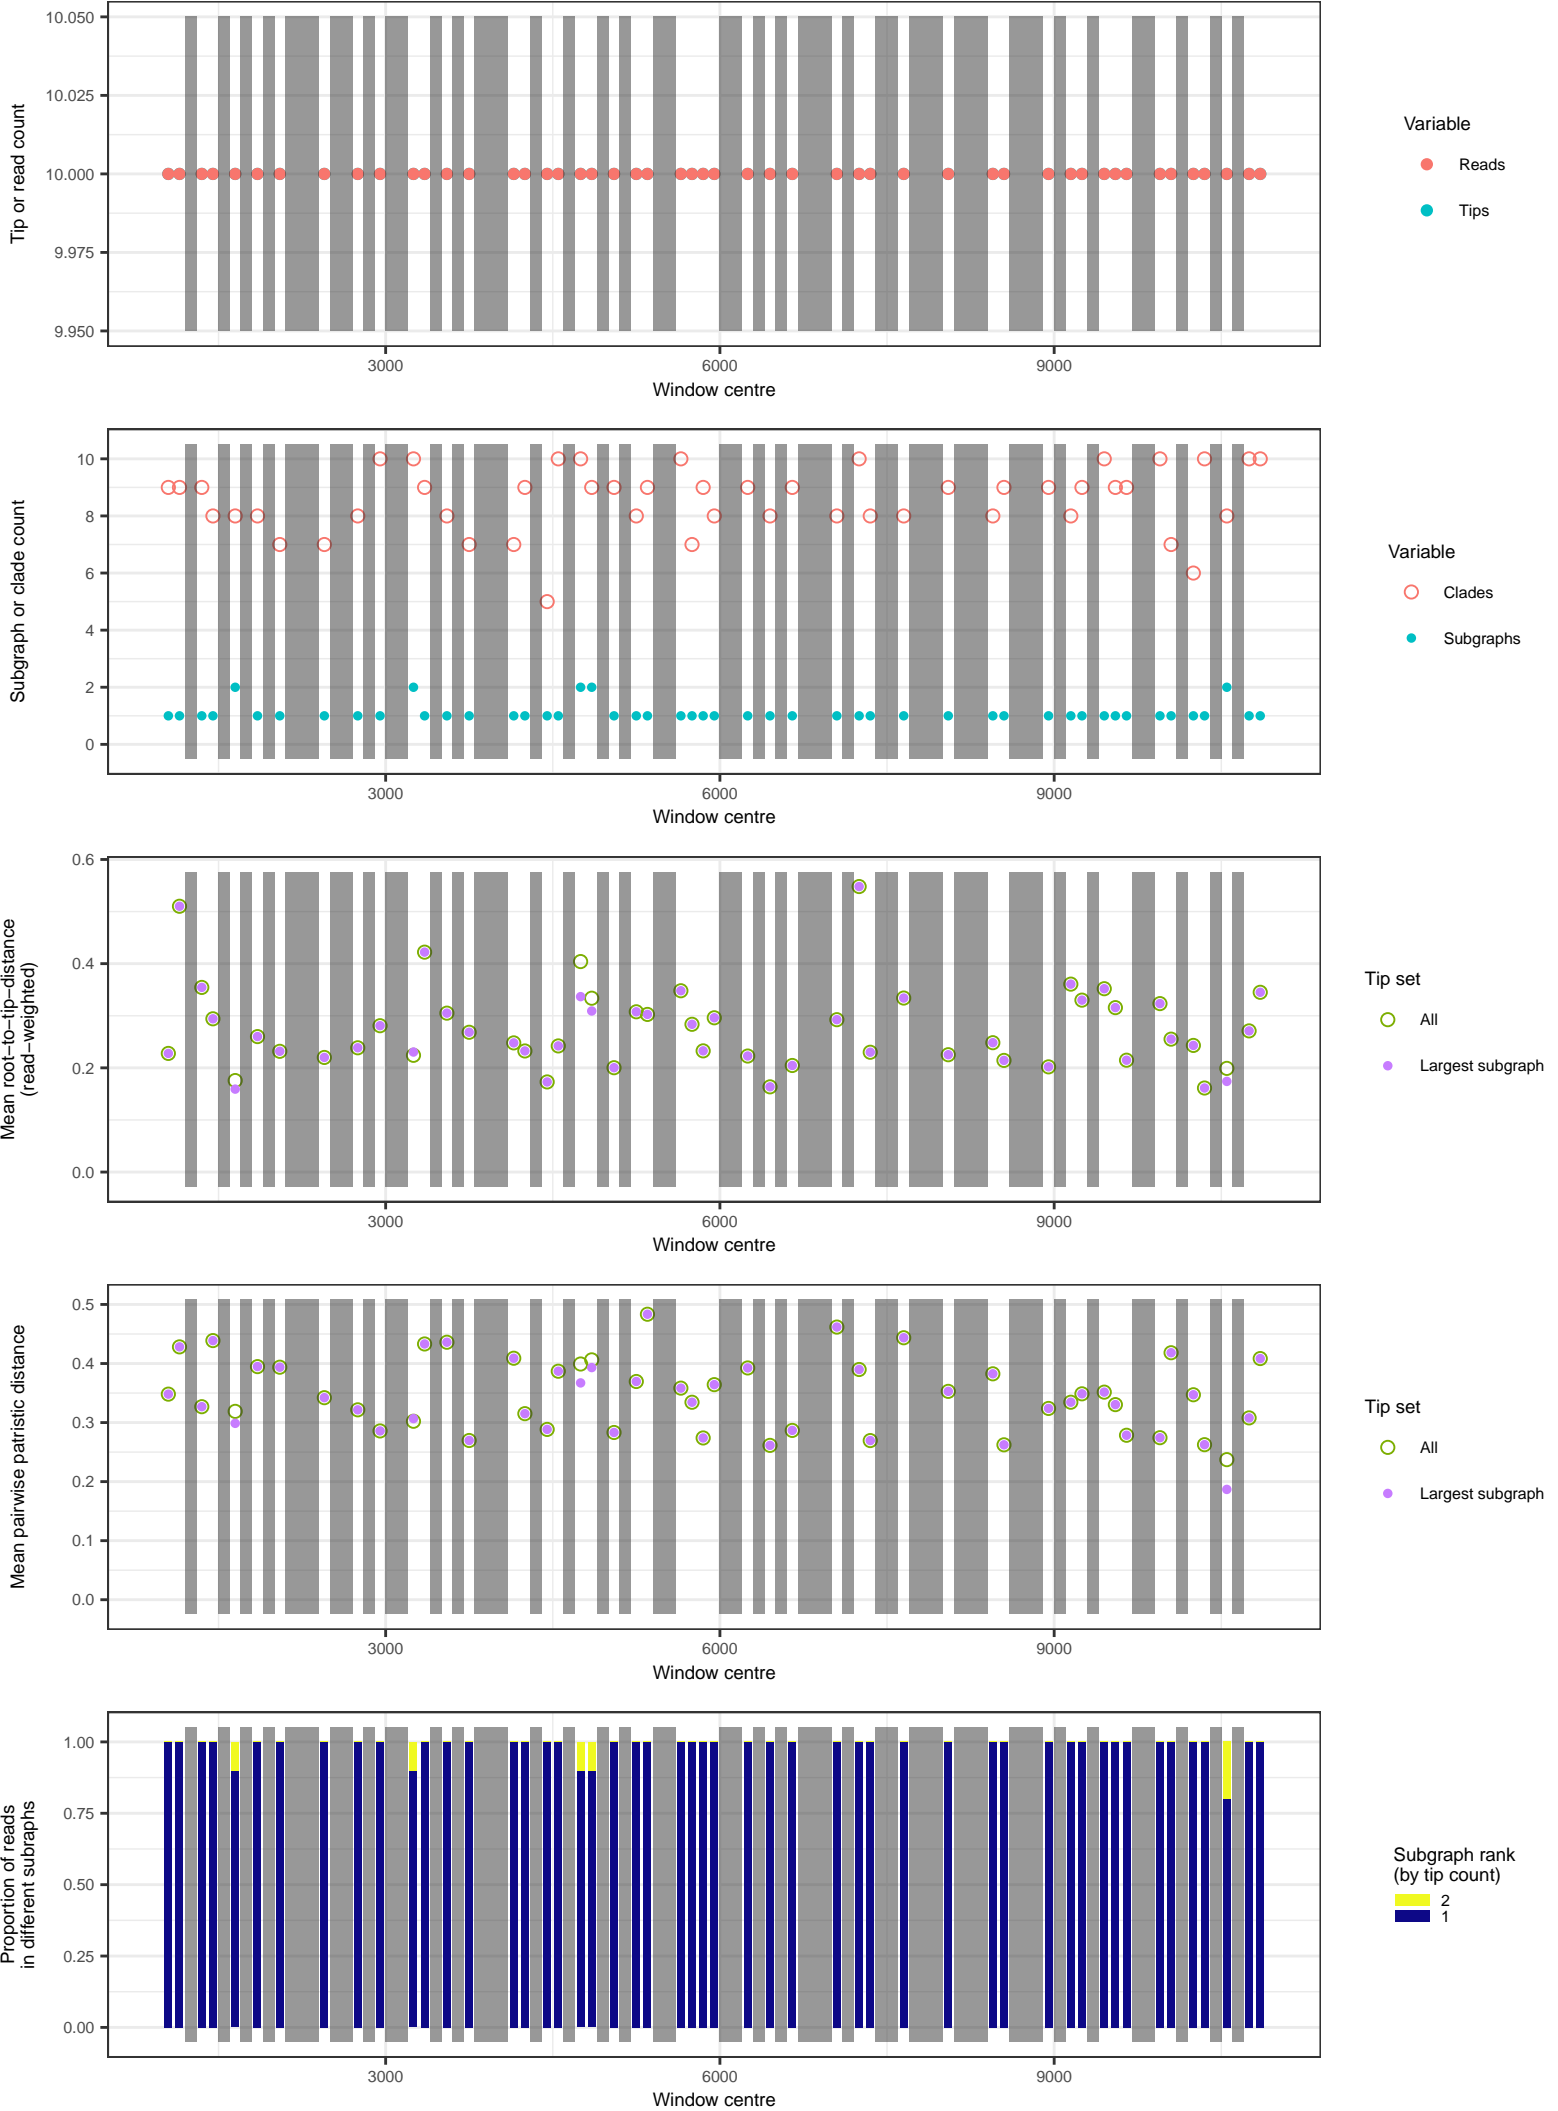 10.050
10.025
10.000
9.975
9.950
Tip or read count
3000
6000
9000
Window centre
Variable
Reads
Tips
10
8
6
4
2
0
Subgraph or clade count
3000
6000
9000
Window centre
Variable
Clades
Subgraphs
0.6
0.4
0.2
0.0
Mean root−to−tip−distance
(read−weighted)
3000
6000
9000
Window centre
Tip set
All
Largest subgraph
0.5
0.4
0.3
0.2
0.1
0.0
Mean pairwise patristic distance
3000
6000
9000
Window centre
Tip set
All
Largest subgraph
1.00
0.75
0.50
0.25
0.00
Proportion of reads
in different subraphs
3000
6000
9000
Window centre
Subgraph rank
(by tip count)
2
1